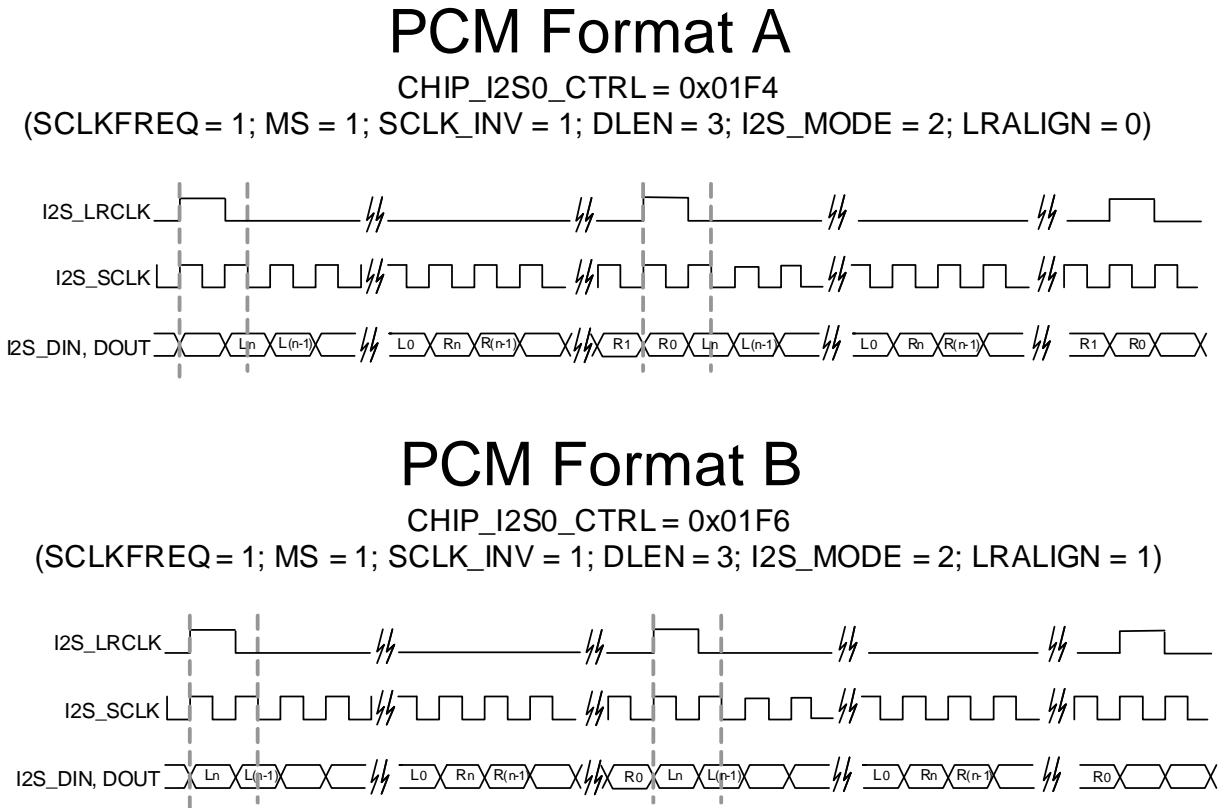 PCM Format A
CHIP_I2S0_CTRL = 0x01F4
(SCLKFREQ = 1; MS = 1; SCLK_INV = 1; DLEN = 3; I2S_MODE = 2; LRALIGN = 0)
I2S_LRCLK
I2S_SCLK
I2S_DIN, DOUT Ln L(n-1) L0 Rn R(n-1) R1 R0 Ln L(n-1) L0 Rn R(n-1) R1 R0
PCM Format B
CHIP_I2S0_CTRL = 0x01F6
(SCLKFREQ = 1; MS = 1; SCLK_INV = 1; DLEN = 3; I2S_MODE = 2; LRALIGN = 1)
I2S_LRCLK
I2S_SCLK
I2S_DIN, DOUT Ln L(n-1) L0 Rn R(n-1) R0 Ln L(n-1) L0 Rn R(n-1) R0